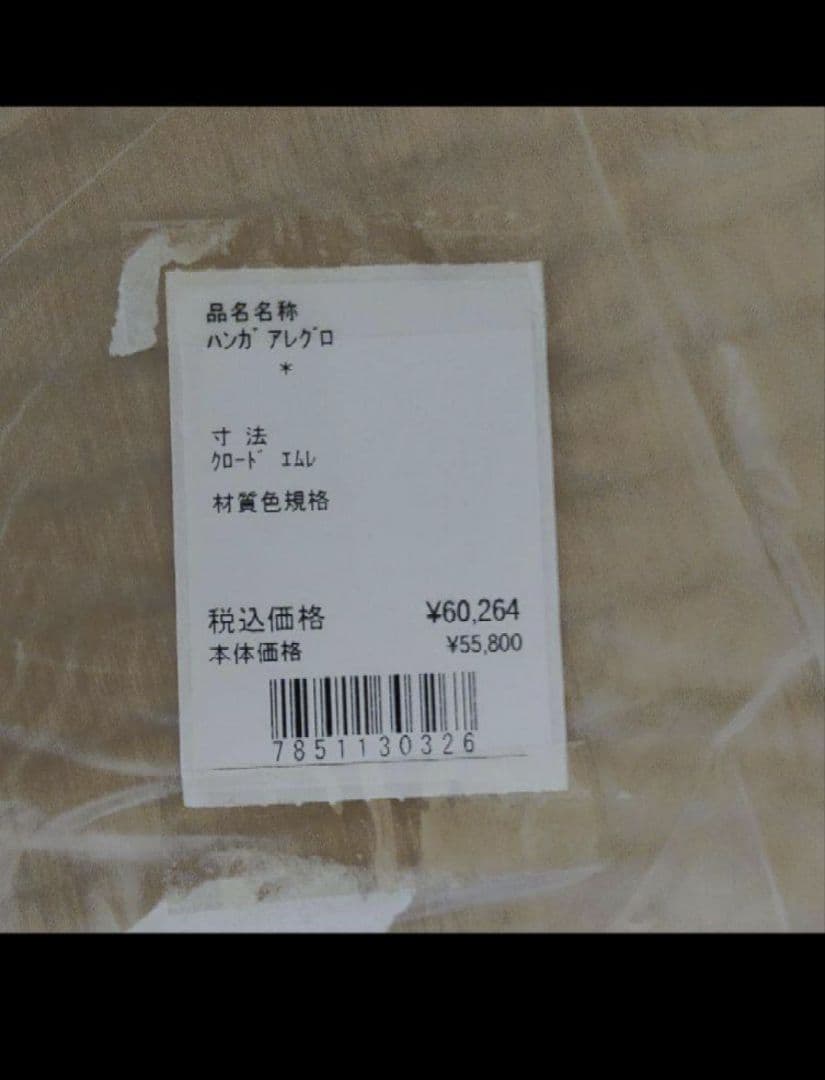 品名名称
ﾊﾝｶﾞ ｱﾚｸﾞﾛ
*
寸 法
ｸﾛｰﾄﾞ ｴﾑﾚ
材質色規格
税込価格 ¥60,264
本体価格 ¥55,800
7851130326